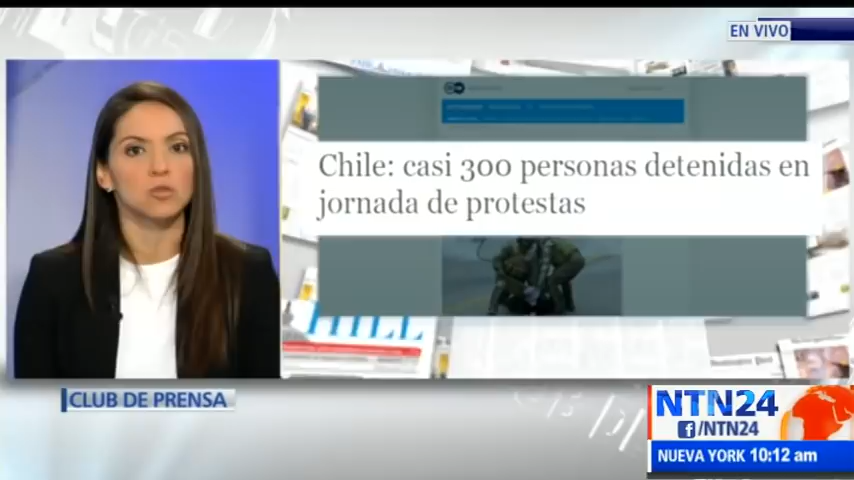 EN VIVO
Chile: casi 300 personas detenidas en
jornada de protestas
HILL
CLUB DE PRENSA
NTN24
f/NTN24
NUEVA YORK 10:12 am